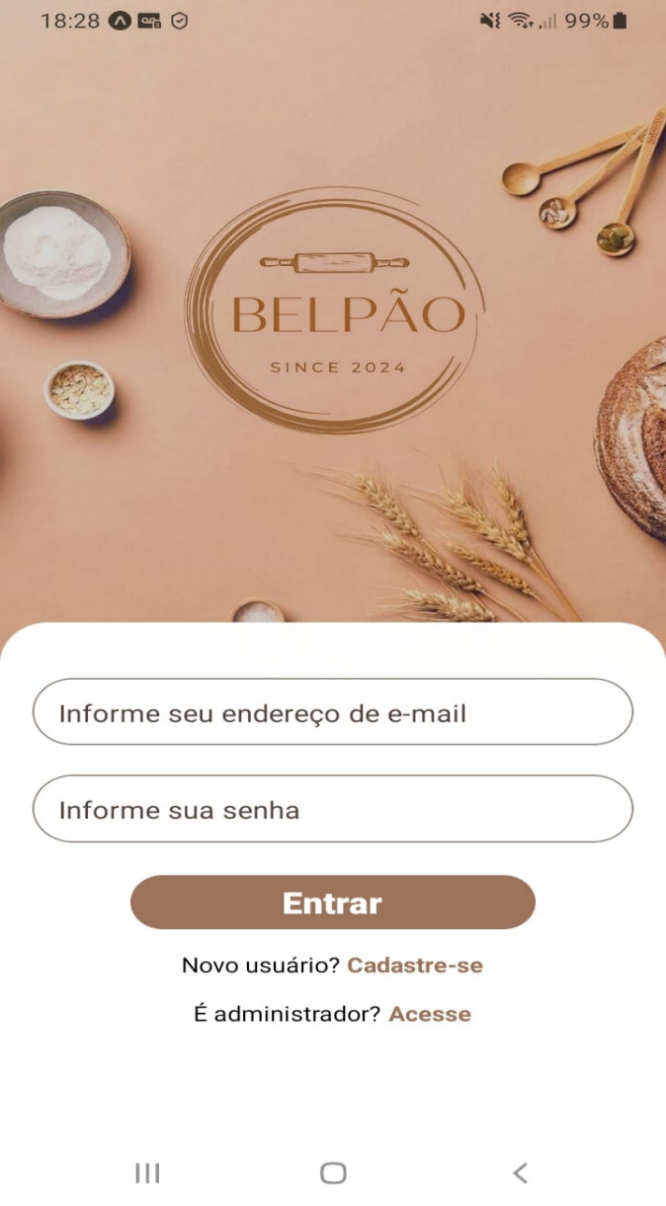 18:28
99%
BELPÃO
SINCE 2024
Informe seu endereço de e-mail
Informe sua senha
Entrar
Novo usuário? Cadastre-se
É administrador? Acesse